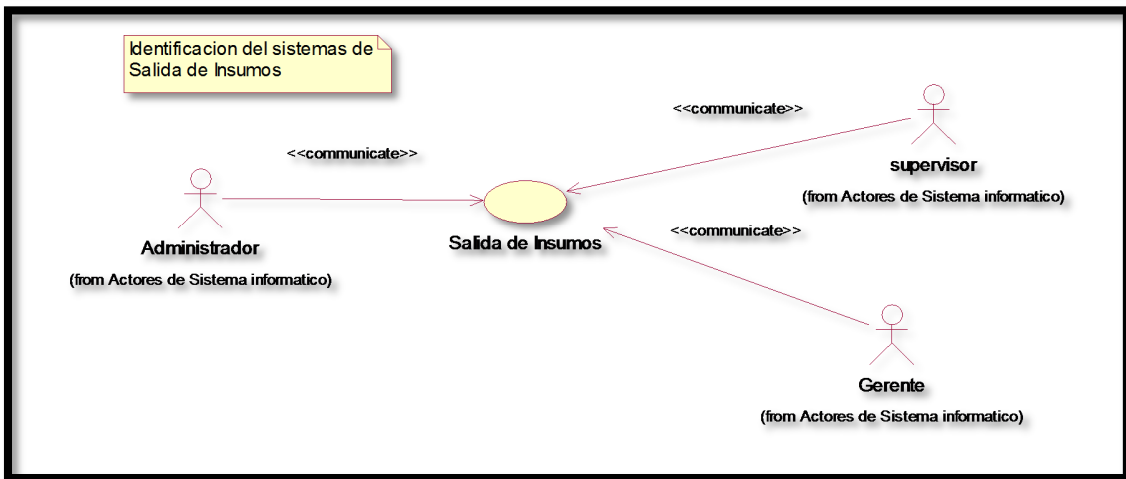 Identificacion del sistemas de
Salida de Insumos
<<communicate>>
<<communicate>>
supervisor
(from Actores de Sistema informatico)
Administrador
(from Actores de Sistema informatico)
Salida de Insumos
<<communicate>>
Gerente
(from Actores de Sistema informatico)